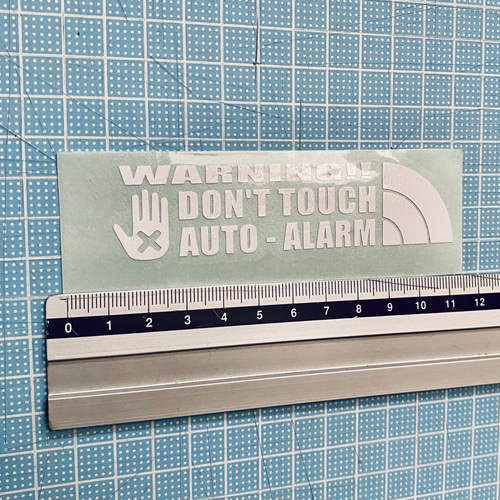 WARNING!!
DON'T TOUCH
AUTO - ALARM
0 1 2 3 4 5 6 7 8 9 10 11 12